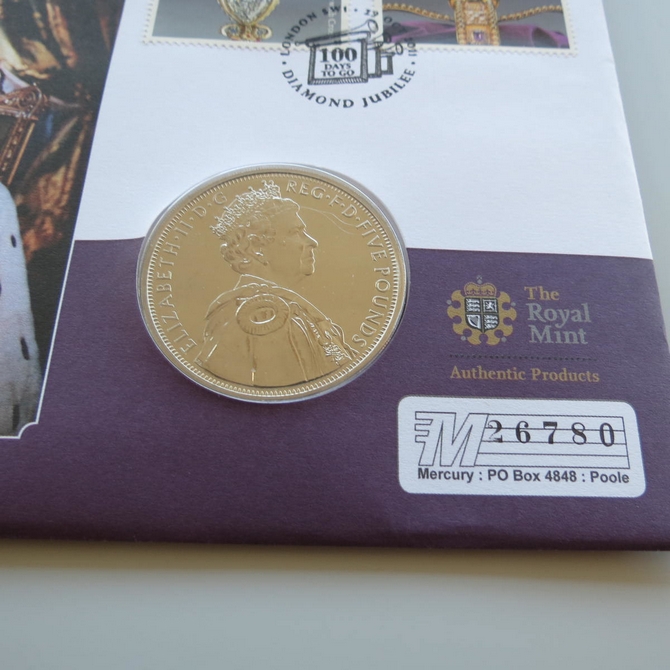 LONDON SW1
100
DAYS
TO GO
DIAMOND JUBILEE
ELIZABETH·II·D·G REG·F·D·FIVE POUNDS
The
Royal
Mint
Authentic Products
M 26780
Mercury : PO Box 4848 : Poole